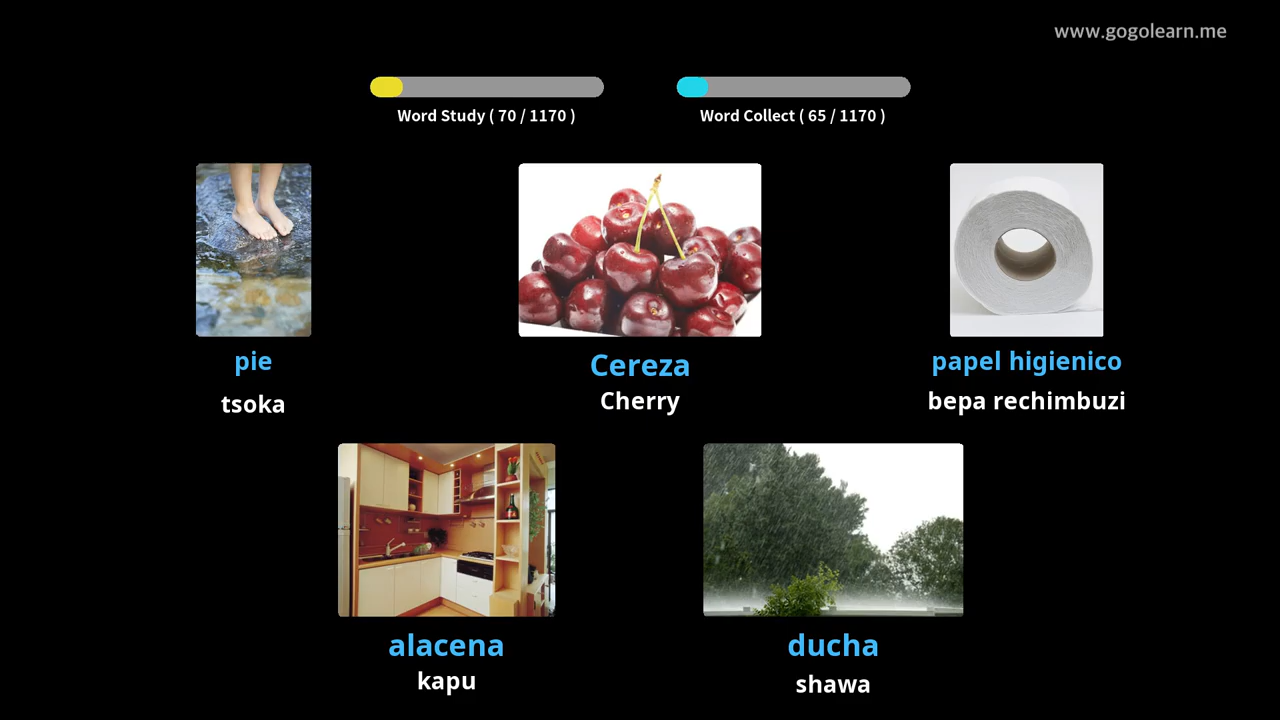 www.gogolearn.me
Word Study ( 70 / 1170 )
Word Collect ( 65 / 1170 )
pie
tsoka
Cereza
Cherry
papel higienico
bepa rechimbuzi
alacena
kapu
ducha
shawa